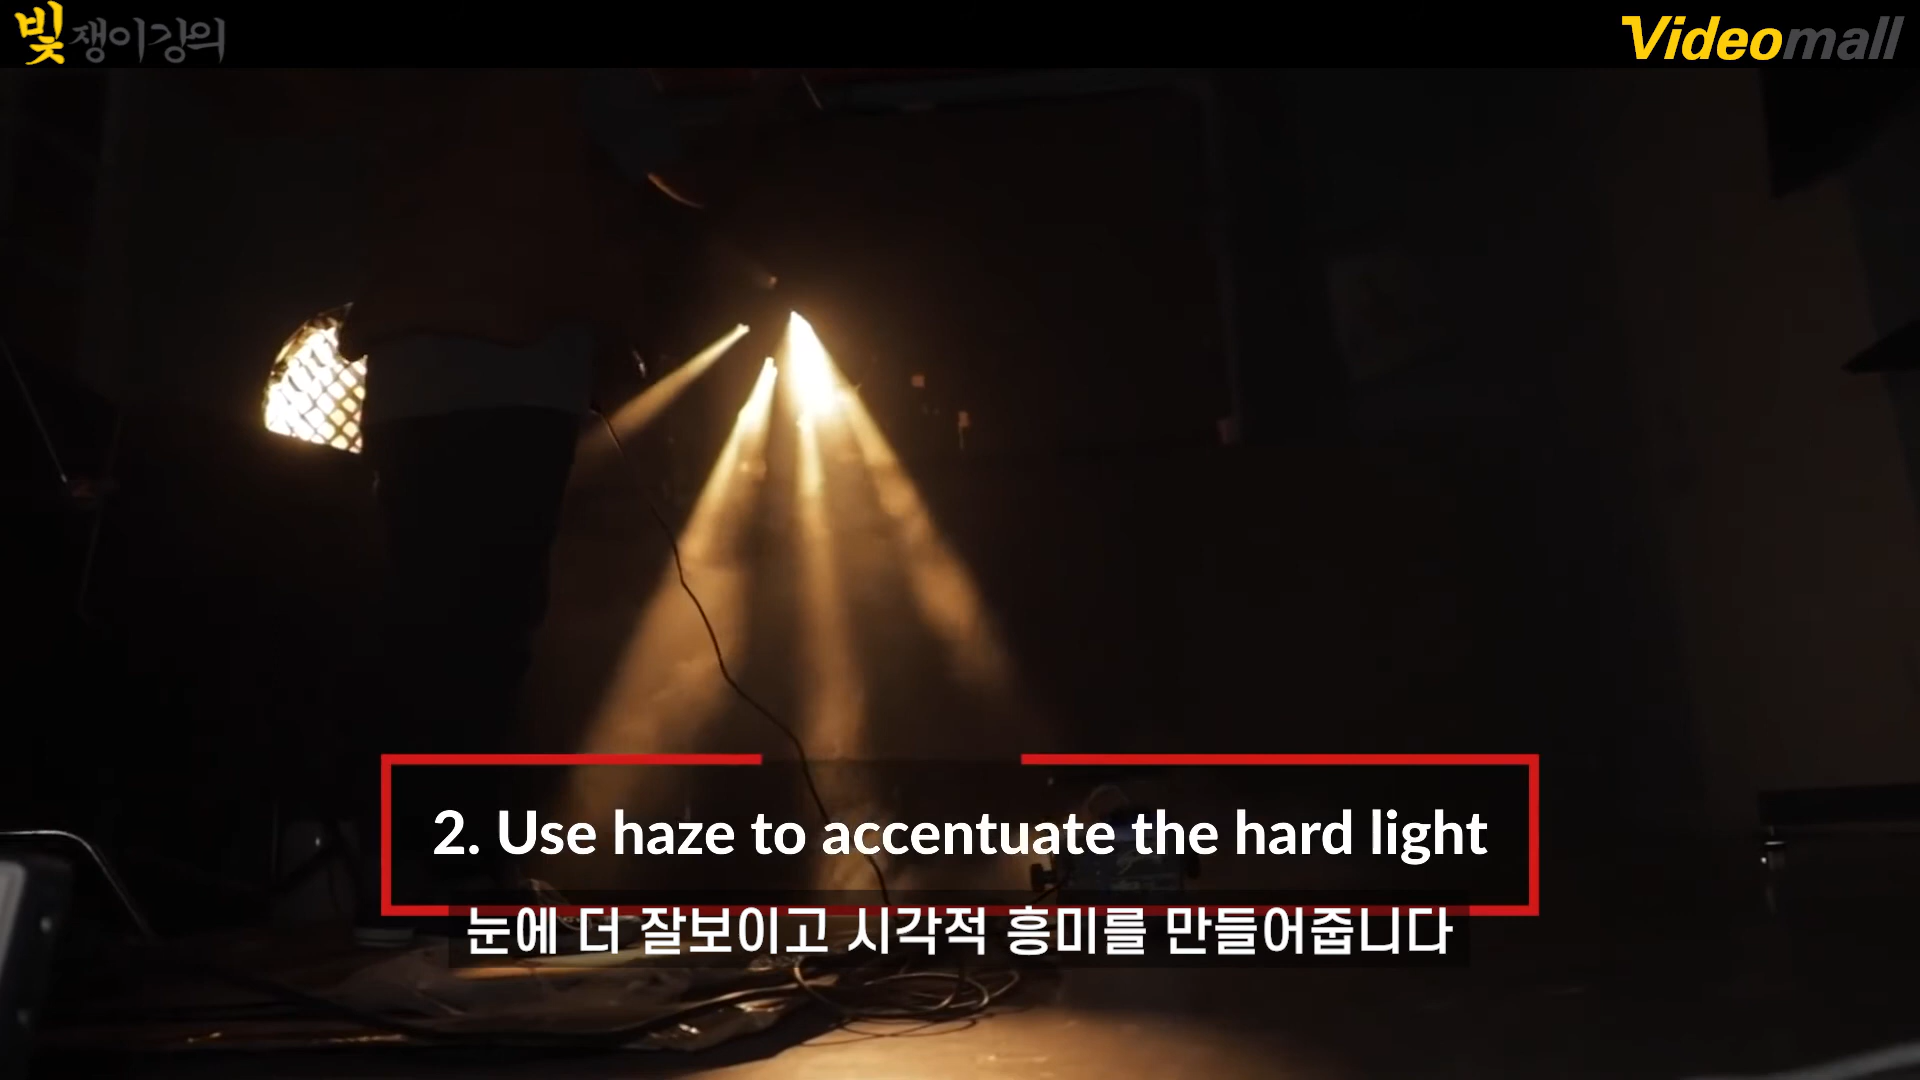 빛쟁이강의
Videomall
2. Use haze to accentuate the hard light
눈에 더 잘보이고 시각적 흥미를 만들어줍니다